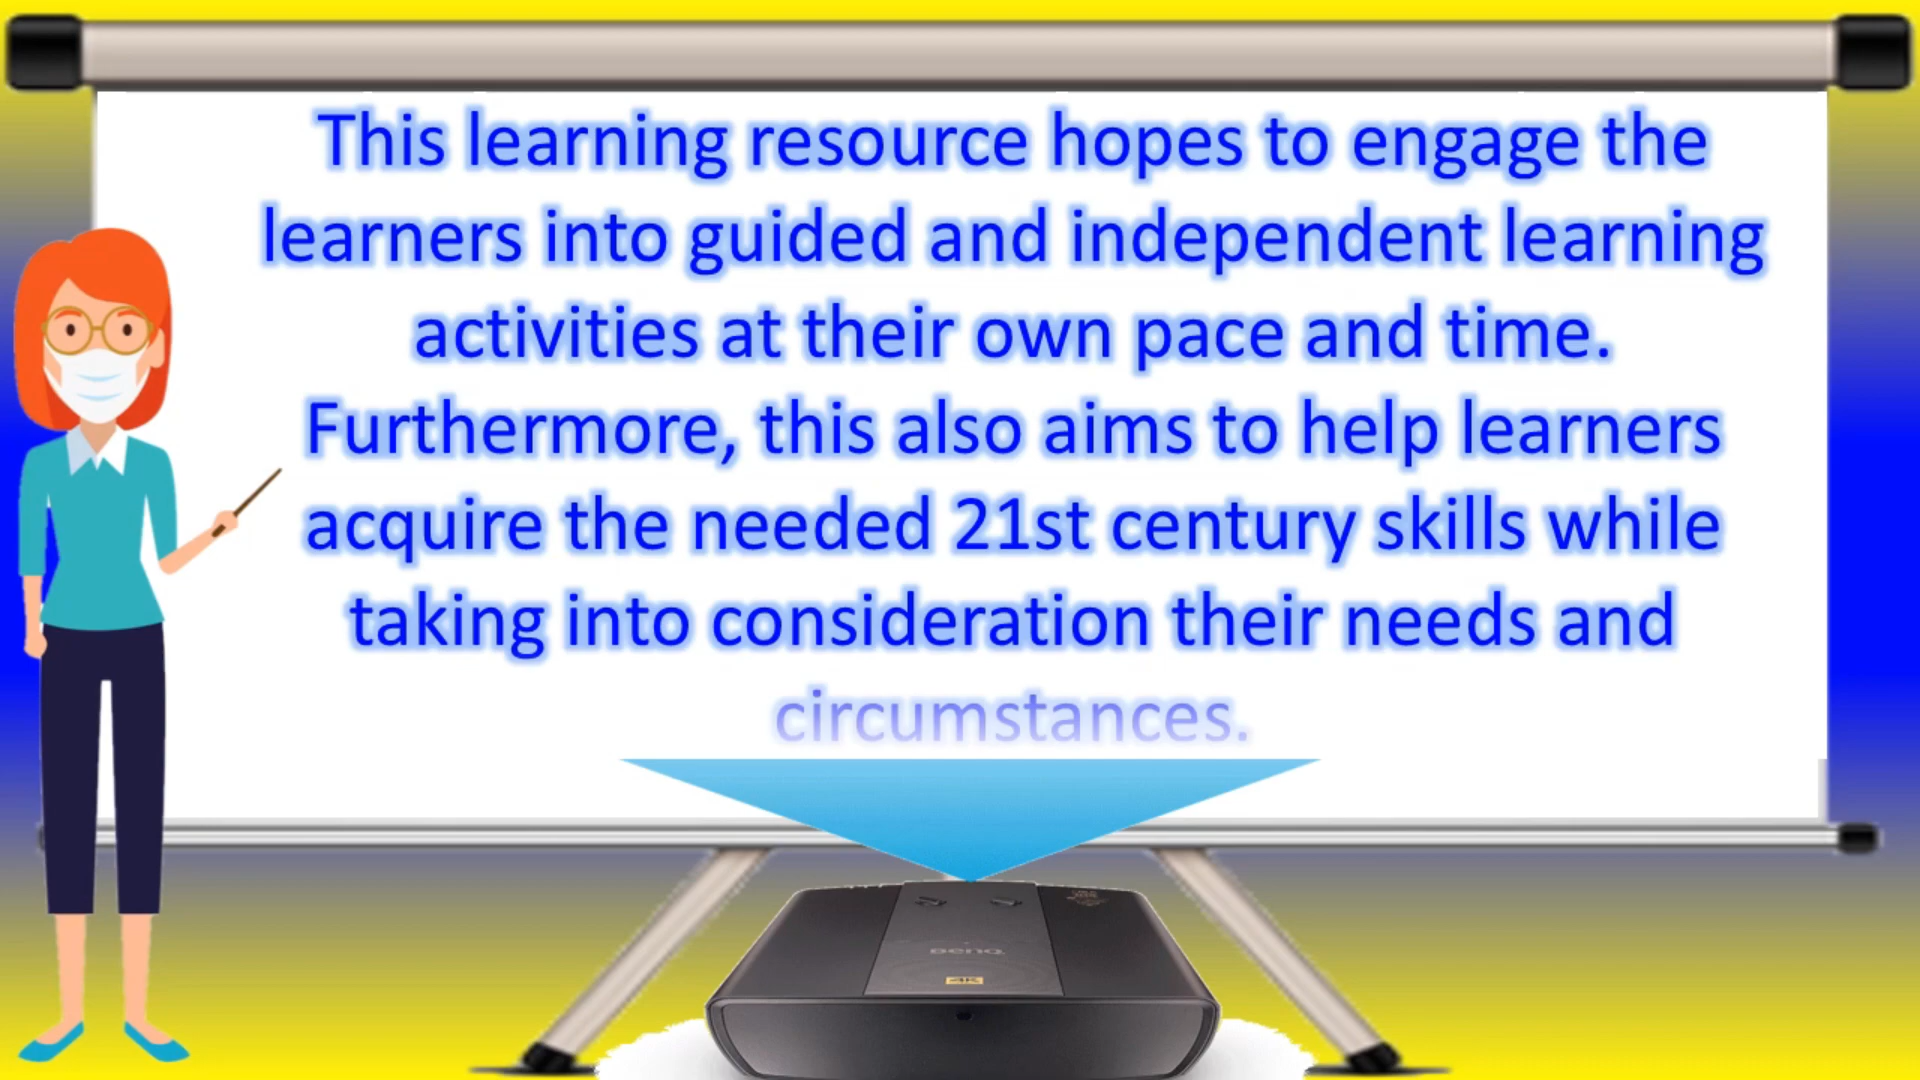 This learning resource hopes to engage the
learners into guided and independent learning
activities at their own pace and time.
Furthermore, this also aims to help learners
acquire the needed 21st century skills while
taking into consideration their needs and
circumstances.
BenQ
4K